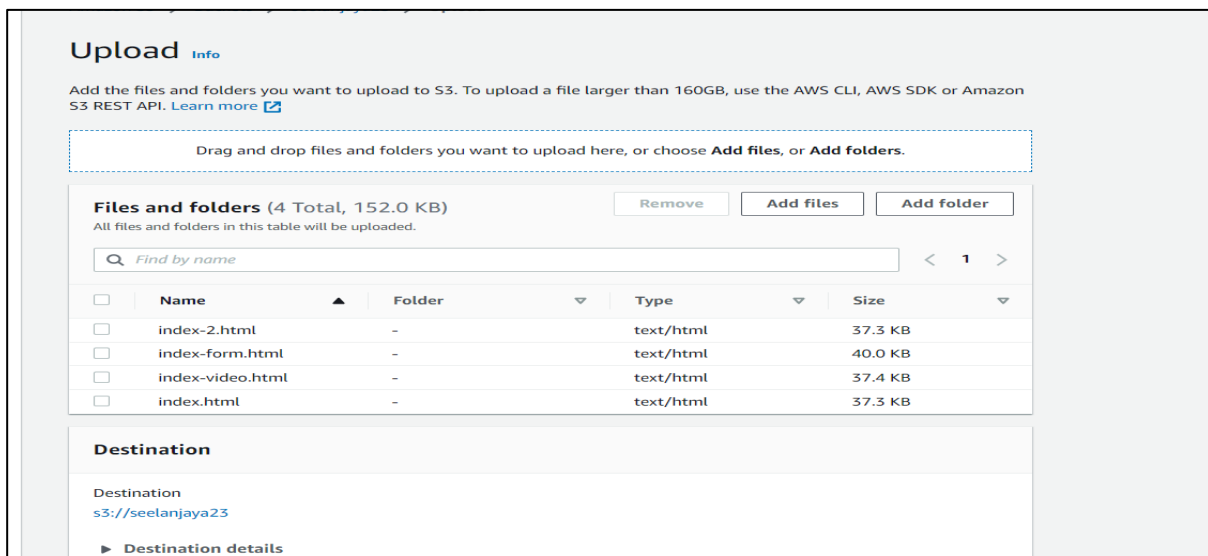 Upload Info
Add the files and folders you want to upload to S3. To upload a file larger than 160GB, use the AWS CLI, AWS SDK or Amazon
S3 REST API. Learn more
Drag and drop files and folders you want to upload here, or choose Add files, or Add folders.
Files and folders (4 Total, 152.0 KB)
Remove
Add files
Add folder
All files and folders in this table will be uploaded.
Find by name
< 1 >
Name Folder Type Size
index-2.html - text/html 37.3 KB
index-form.html - text/html 40.0 KB
index-video.html - text/html 37.4 KB
index.html - text/html 37.3 KB
Destination
Destination
s3://seelanjaya23
Destination details